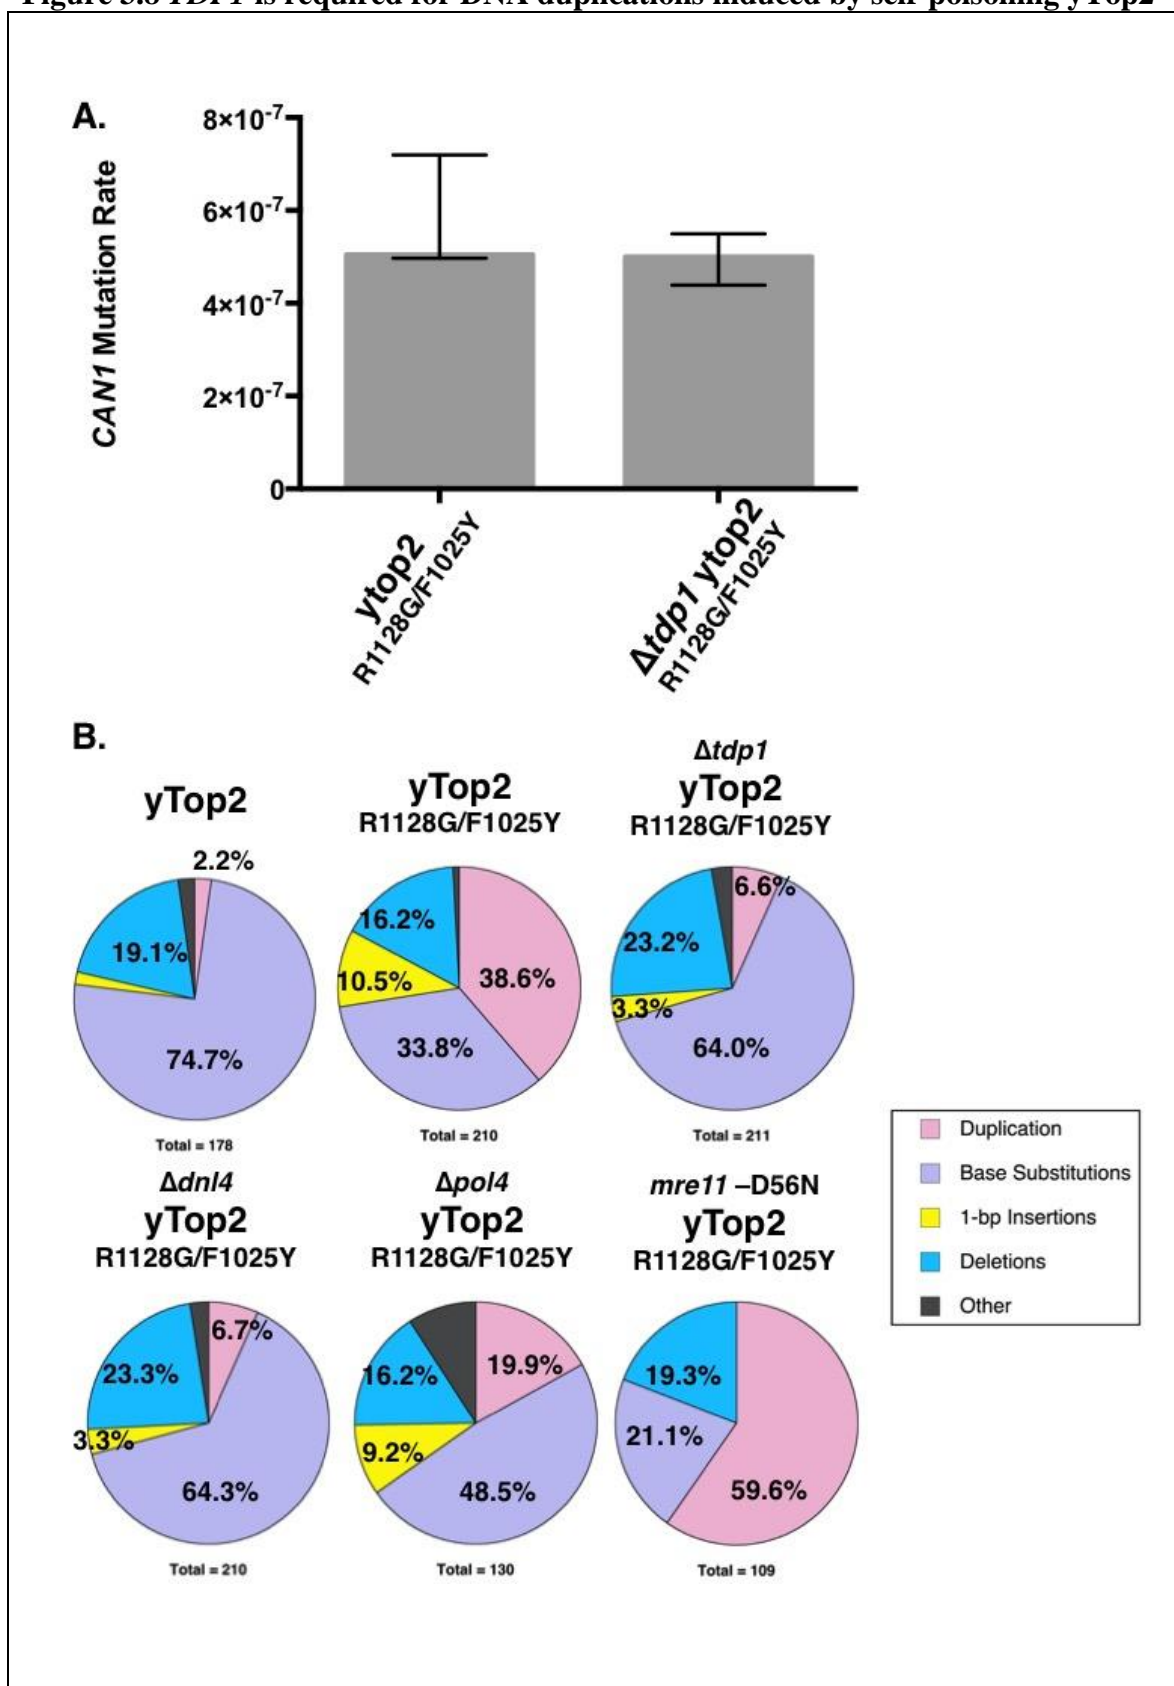 Figure 3.8 TDP1 is required for DNA duplications induced by self-poisoning yTop2
A.
CAN1 Mutation Rate
8×10-7
6×10-7
4×10-7
2×10-7
0
ytop2
R1128G/F1025Y
Δtdp1 ytop2
R1128G/F1025Y
B.
yTop2
2.2%
19.1%
74.7%
Total = 178
yTop2
R1128G/F1025Y
16.2%
10.5%
38.6%
33.8%
Total = 210
Δtdp1
yTop2
R1128G/F1025Y
6.6%
23.2%
3.3%
64.0%
Total = 211
Δdnl4
yTop2
R1128G/F1025Y
6.7%
23.3%
3.3%
64.3%
Total = 210
Δpol4
yTop2
R1128G/F1025Y
19.9%
16.2%
9.2%
48.5%
Total = 130
mre11 –D56N
yTop2
R1128G/F1025Y
19.3%
21.1%
59.6%
Total = 109
Duplication
Base Substitutions
1-bp Insertions
Deletions
Other